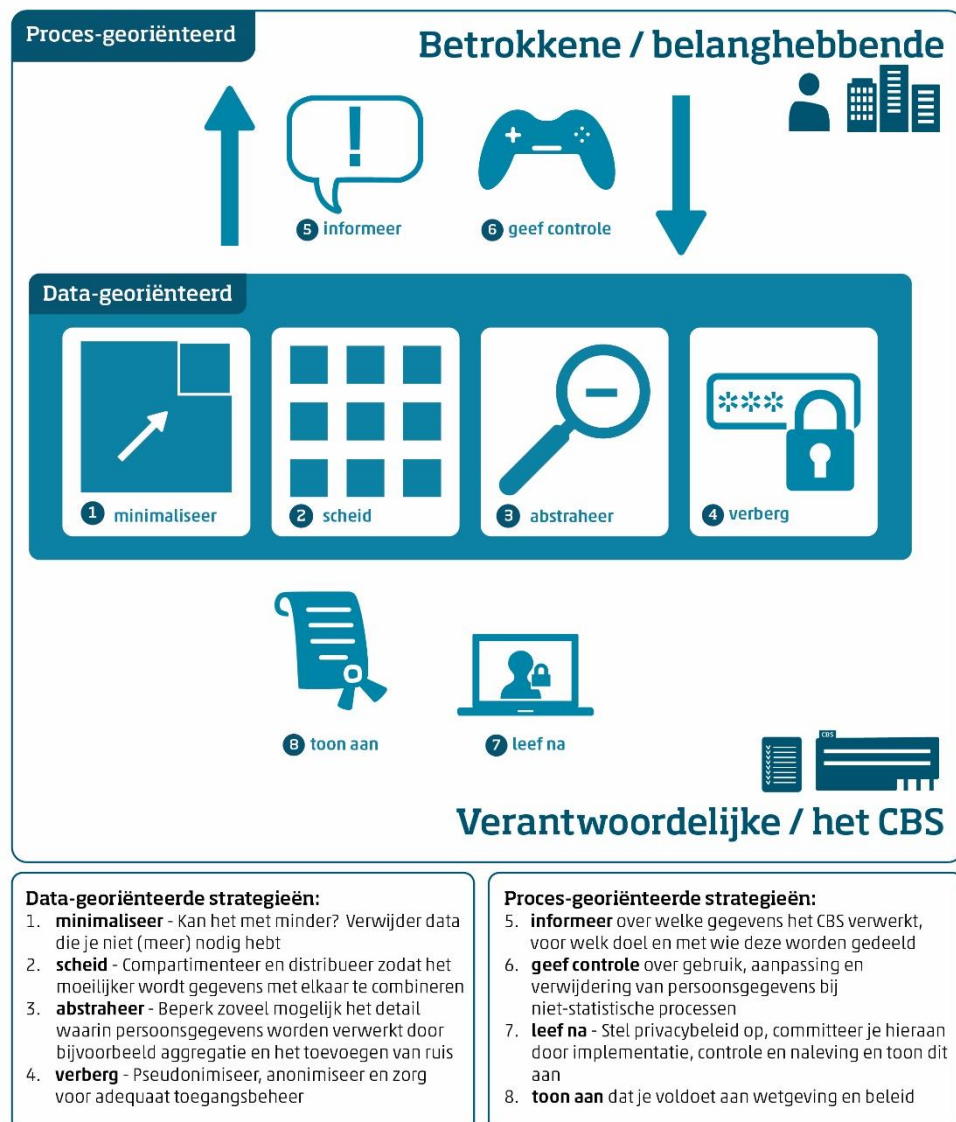 Proces-georiënteerd
Betrokkene / belanghebbende
5 informeer
6 geef controle
Data-georiënteerd
1 minimaliseer
2 scheid
3 abstraheer
***
4 verberg
8 toon aan
7 leef na
CBS
Verantwoordelijke / het CBS
Data-georiënteerde strategieën:
1. minimaliseer - Kan het met minder? Verwijder data
die je niet (meer) nodig hebt
2. scheid - Compartimenteer en distribueer zodat het
moeilijker wordt gegevens met elkaar te combineren
3. abstraheer - Beperk zoveel mogelijk het detail
waarin persoonsgegevens worden verwerkt door
bijvoorbeeld aggregatie en het toevoegen van ruis
4. verberg - Pseudonimiseer, anonimiseer en zorg
voor adequaat toegangsbeheer
Proces-georiënteerde strategieën:
5. informeer over welke gegevens het CBS verwerkt,
voor welk doel en met wie deze worden gedeeld
6. geef controle over gebruik, aanpassing en
verwijdering van persoonsgegevens bij
niet-statistische processen
7. leef na - Stel privacybeleid op, committeer je hieraan
door implementatie, controle en naleving en toon dit
aan
8. toon aan dat je voldoet aan wetgeving en beleid